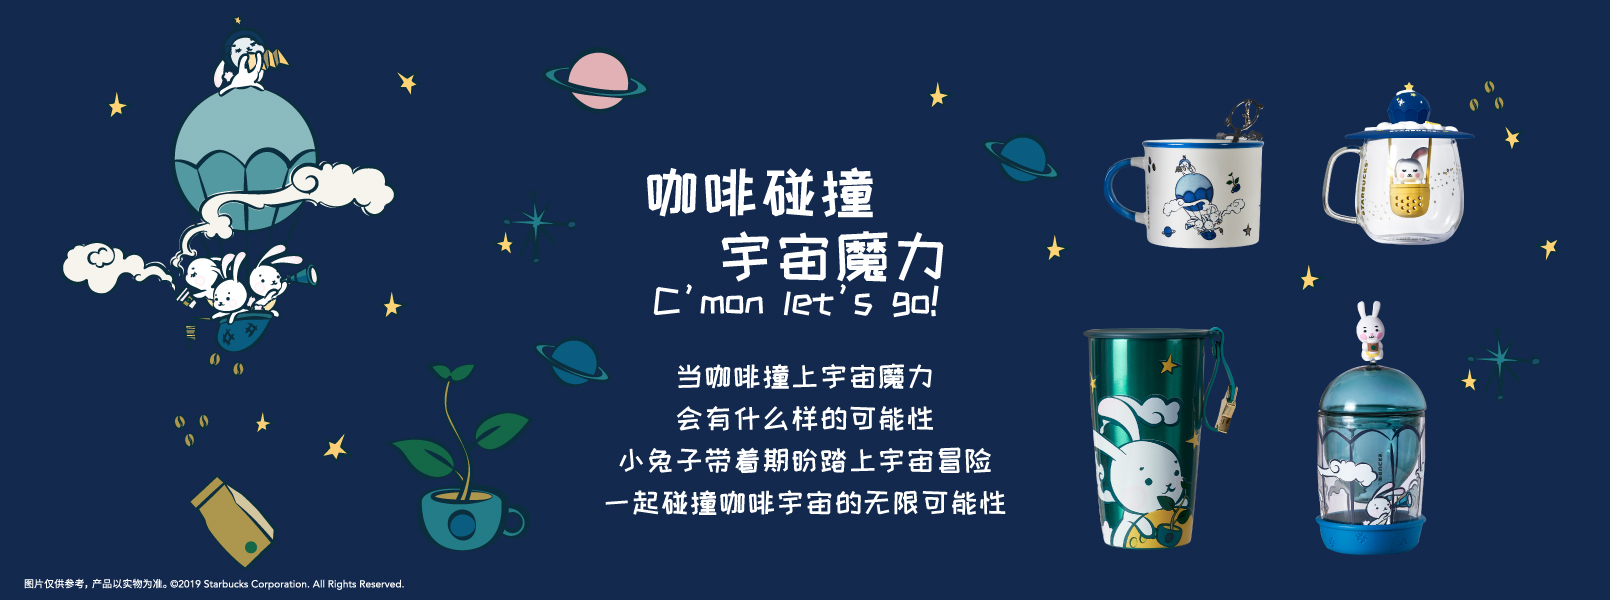 咖啡碰撞
宇宙魔力
C'mon let's go!
当咖啡撞上宇宙魔力
会有什么样的可能性
小兔子带着期盼踏上宇宙冒险
一起碰撞咖啡宇宙的无限可能性
图片仅供参考，产品以实物为准。©2019 Starbucks Corporation. All Rights Reserved.